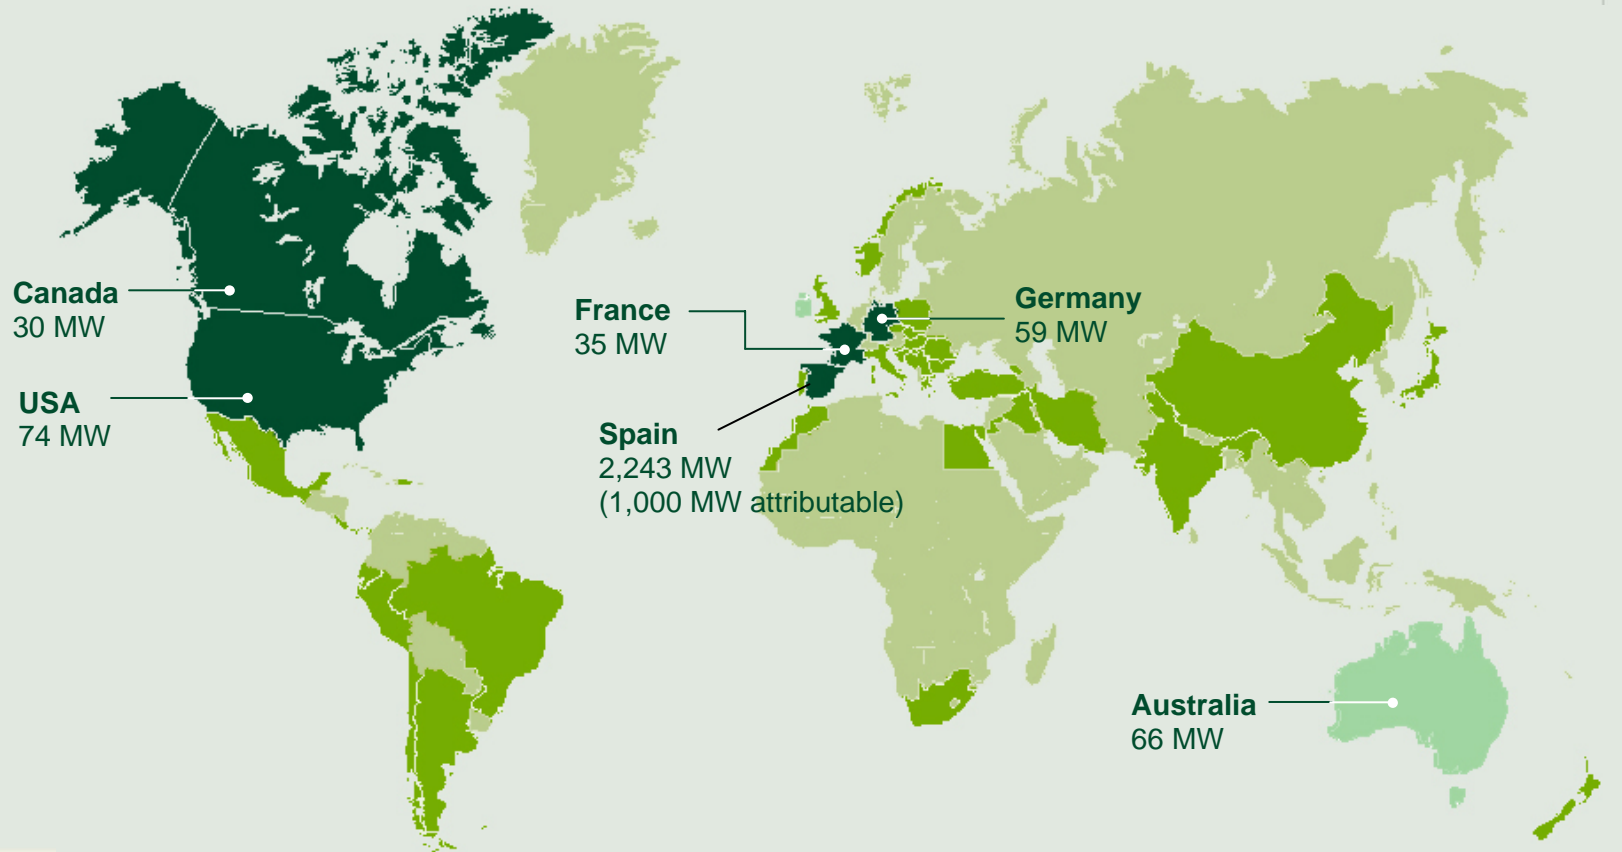 Canada
30 MW
USA
74 MW
France
35 MW
Germany
59 MW
Spain
2,243 MW
(1,000 MW attributable)
Australia
66 MW